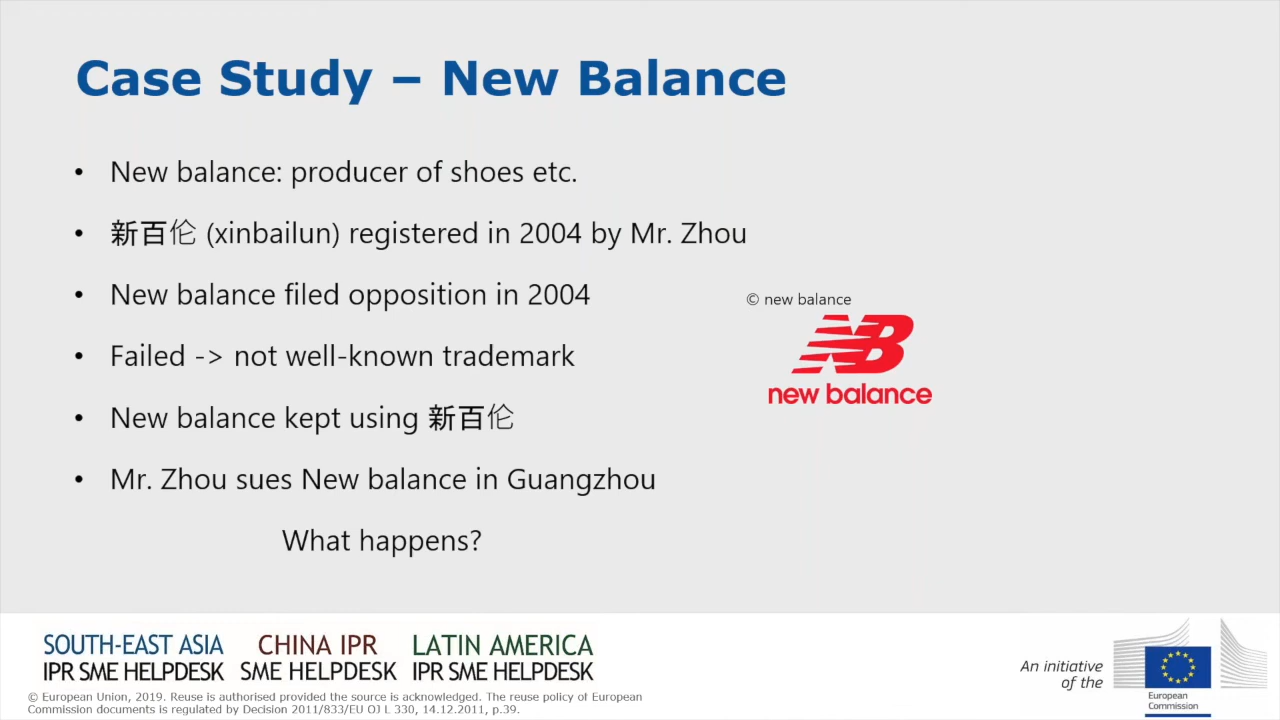 Case Study – New Balance
• New balance: producer of shoes etc.
• 新百伦 (xinbailun) registered in 2004 by Mr. Zhou
• New balance filed opposition in 2004
© new balance
• Failed -> not well-known trademark
NB
new balance
• New balance kept using 新百伦
• Mr. Zhou sues New balance in Guangzhou
What happens?
SOUTH-EAST ASIA
IPR SME HELPDESK
CHINA IPR
SME HELPDESK
LATIN AMERICA
IPR SME HELPDESK
© European Union, 2019. Reuse is authorised provided the source is acknowledged. The reuse policy of European
Commission documents is regulated by Decision 2011/833/EU OJ L 330, 14.12.2011, p.39.
An initiative
of the
European
Commission